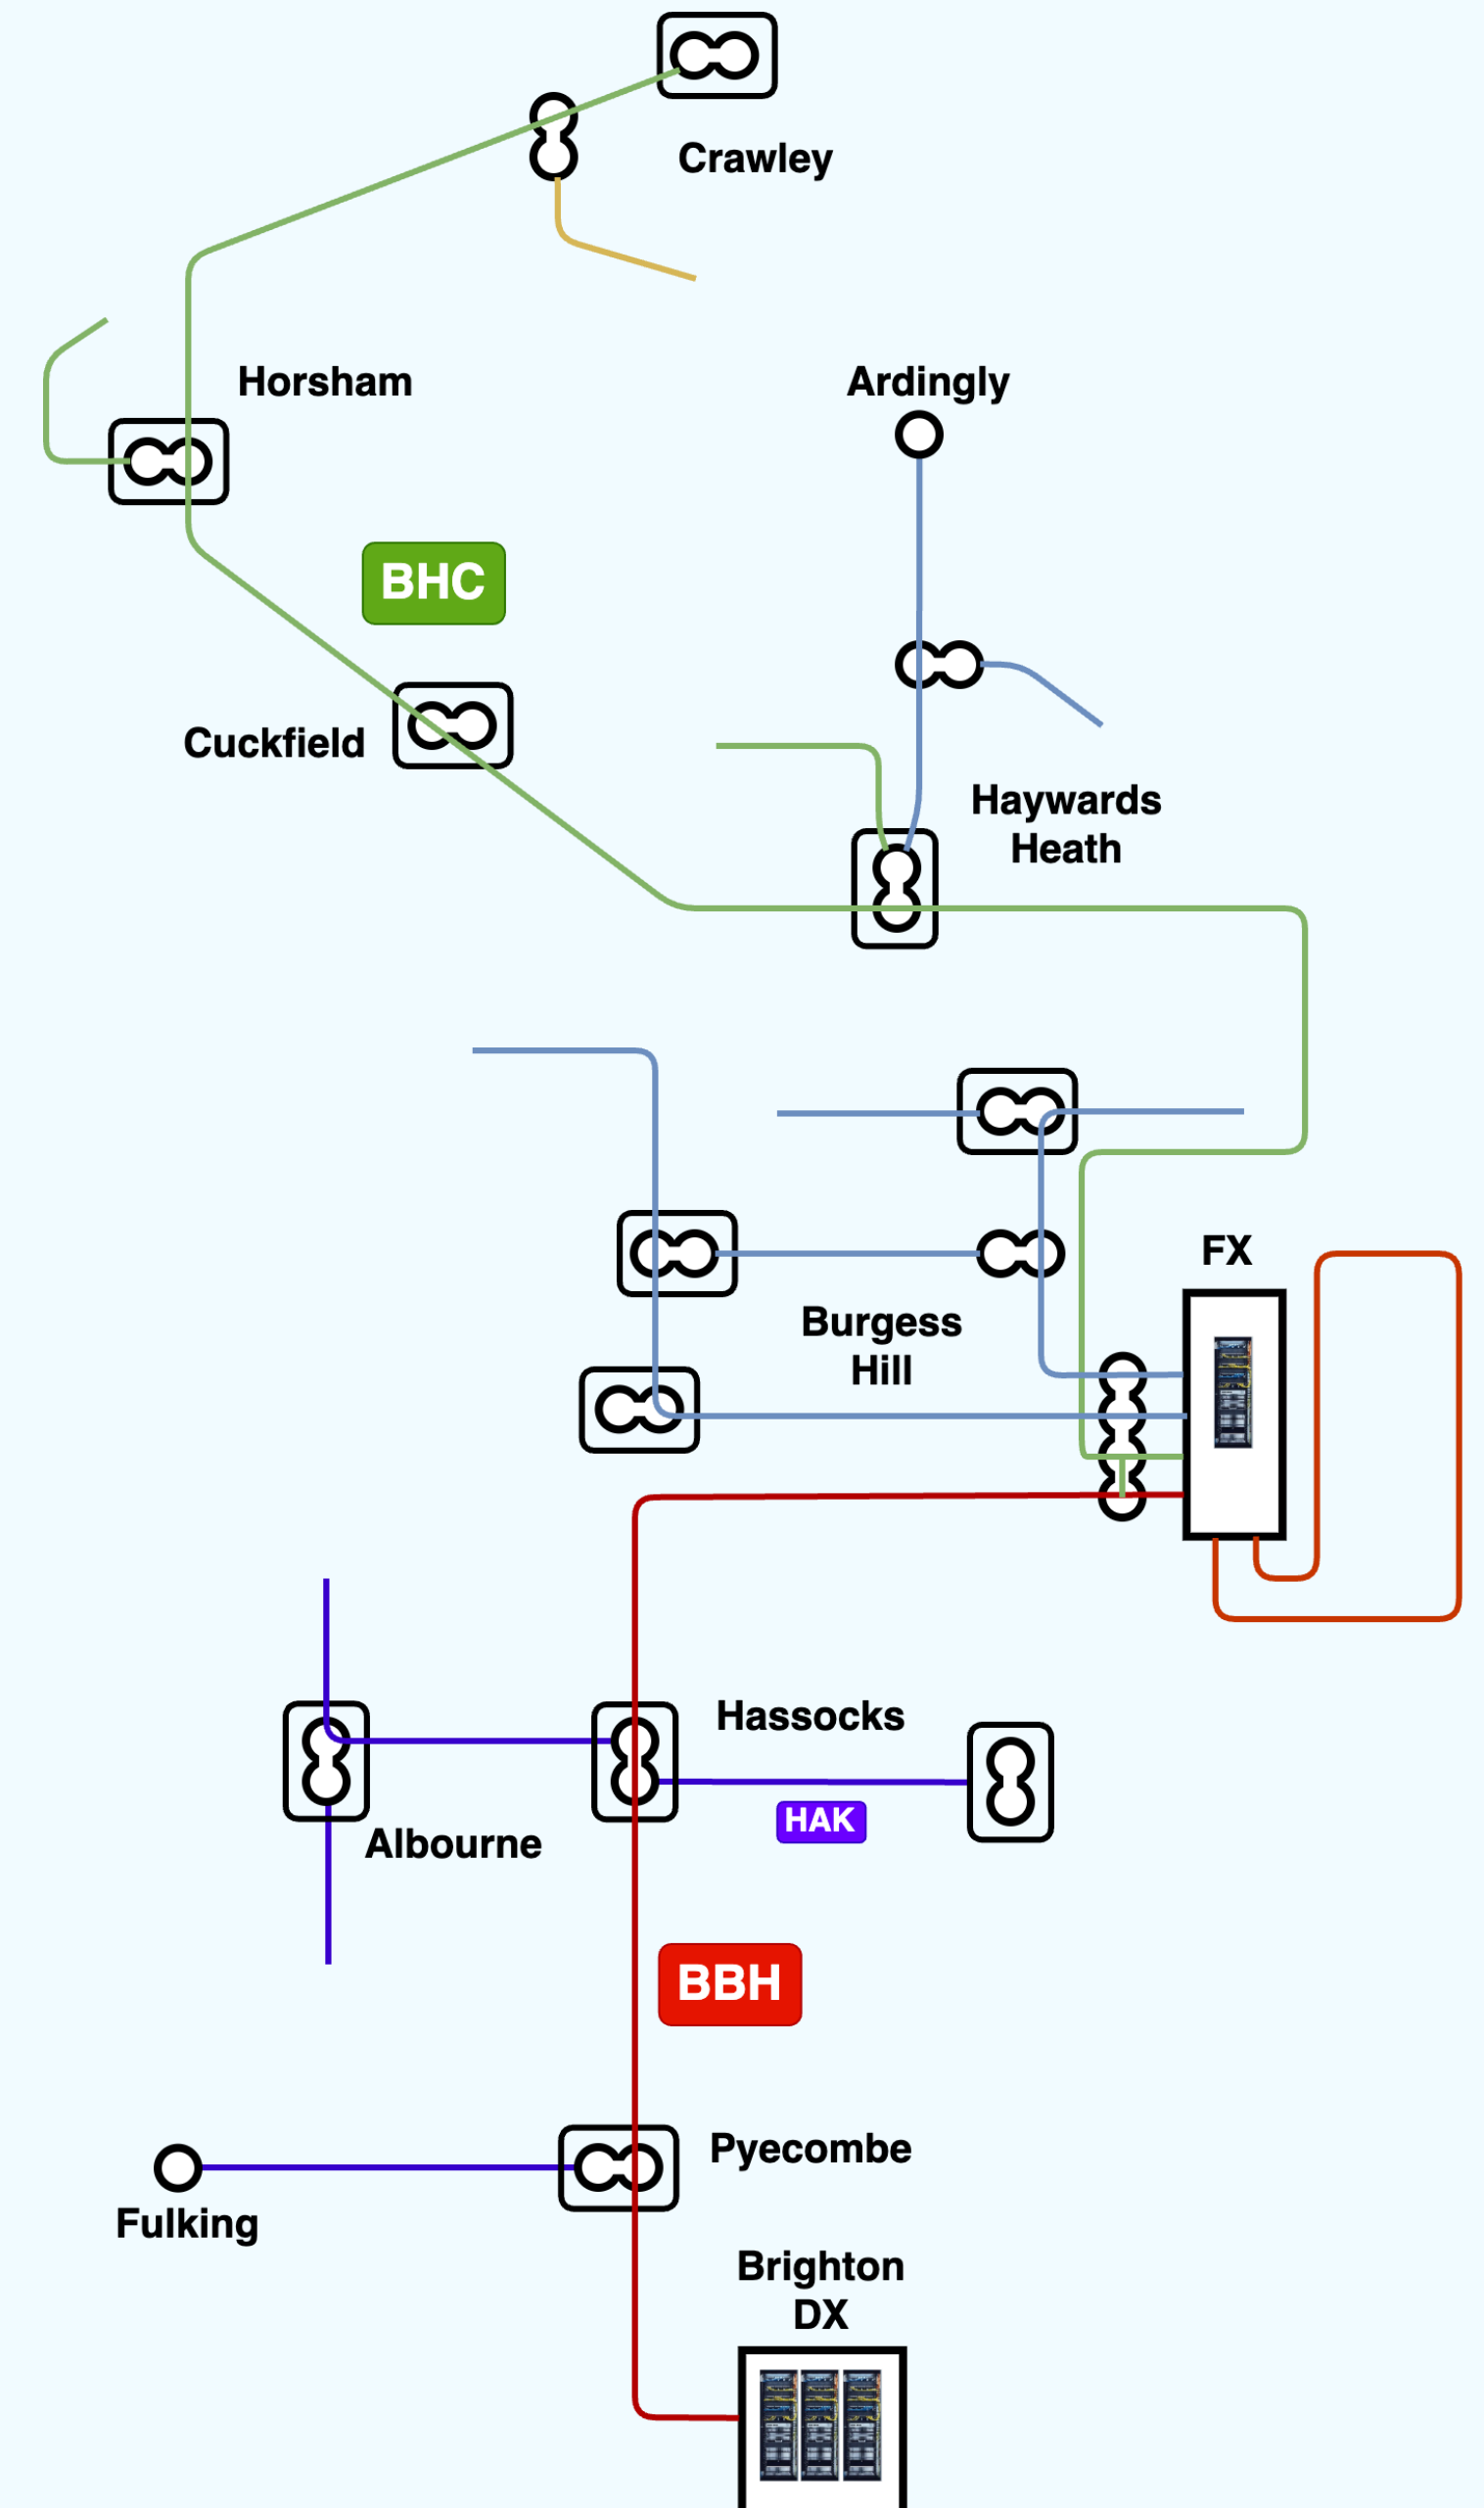 Crawley
Horsham
Ardingly
BHC
Cuckfield
Haywards
Heath
FX
Burgess
Hill
Hassocks
HAK
Albourne
BBH
Pyecombe
Fulking
Brighton
DX